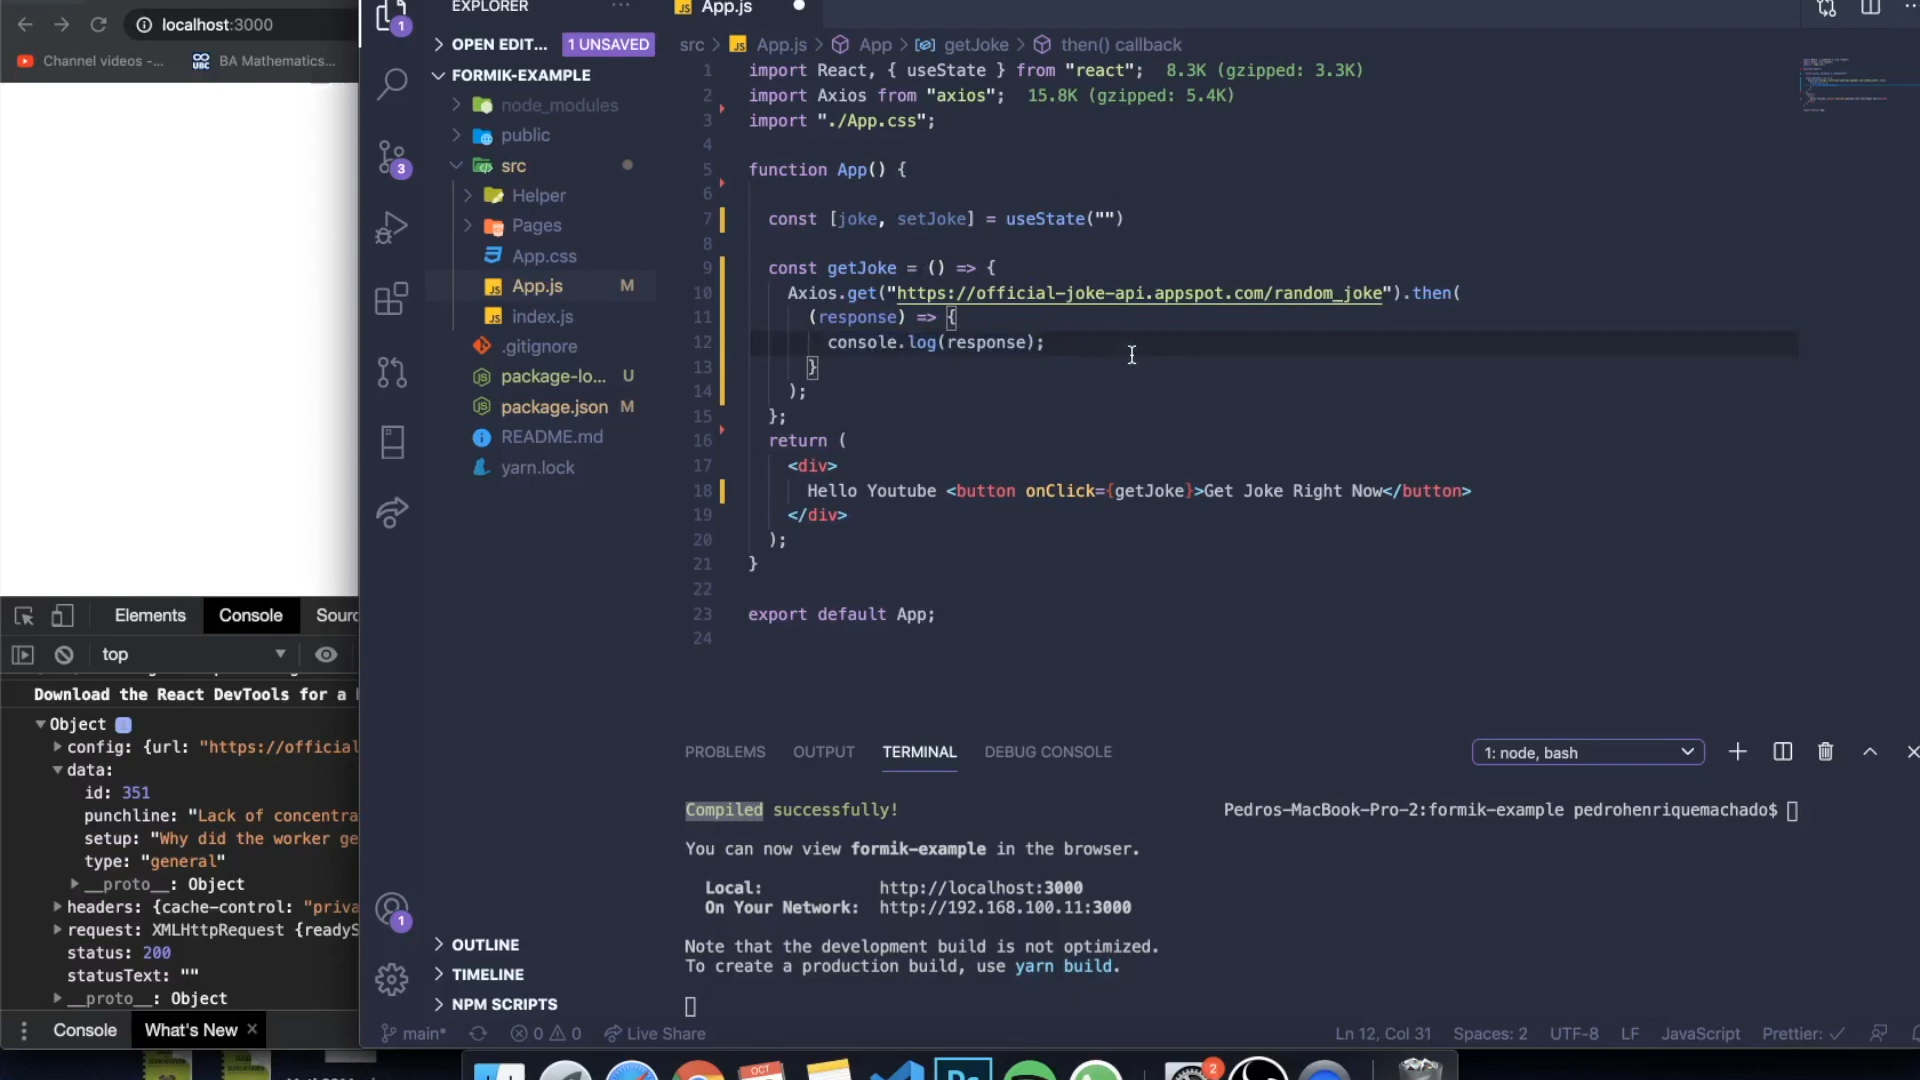 localhost:3000
Channel videos -...
UBC
BA Mathematics...
Elements
Console
Sourc
top
Download the React DevTools for a
Object
config: {url: "https://official
data:
id: 351
punchline: "Lack of concentra
setup: "Why did the worker ge
type: "general"
__proto__: Object
headers: {cache-control: "priva
request: XMLHttpRequest {readyS
status: 200
statusText: ""
__proto__: Object
Console
What's New
1
3
1
EXPLORER
OPEN EDIT...
1 UNSAVED
FORMIK-EXAMPLE
node_modules
public
src
Helper
Pages
App.css
App.js M
index.js
.gitignore
package-lo... U
package.json M
README.md
yarn.lock
OUTLINE
TIMELINE
NPM SCRIPTS
App.js
src > App.js > App > getJoke > then() callback
1 import React, { useState } from "react"; 8.3K (gzipped: 3.3K)
2 import Axios from "axios"; 15.8K (gzipped: 5.4K)
3 import "./App.css";
4
5 function App() {
6
7 const [joke, setJoke] = useState("")
8
9 const getJoke = () => {
10 Axios.get("https://official-joke-api.appspot.com/random_joke").then(
11 (response) => {
12 console.log(response);
13 }
14 );
15 };
16 return (
17 <div>
18 Hello Youtube <button onClick={getJoke}>Get Joke Right Now</button>
19 </div>
20 );
21 }
22
23 export default App;
24
PROBLEMS
OUTPUT
TERMINAL
DEBUG CONSOLE
1: node, bash
Compiled successfully!
You can now view formik-example in the browser.
Local: http://localhost:3000
On Your Network: http://192.168.100.11:3000
Note that the development build is not optimized.
To create a production build, use yarn build.
Pedros-MacBook-Pro-2:formik-example pedrohenriquemachado$
main*
0
0
Live Share
Ln 12, Col 31
Spaces: 2
UTF-8
LF
JavaScript
Prettier: ✓
OCT
2